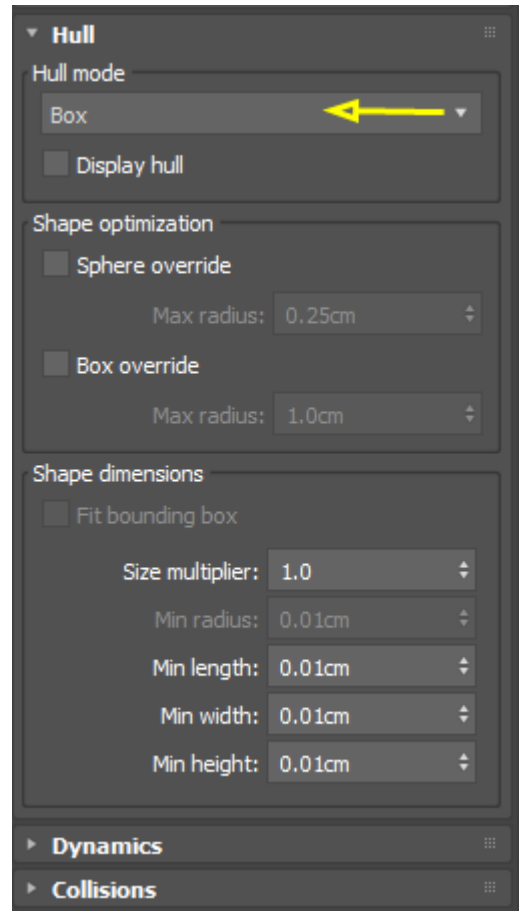 Hull
Hull mode
Box
Display hull
Shape optimization
Sphere override
Max radius: 0.25cm
Box override
Max radius: 1.0cm
Shape dimensions
Fit bounding box
Size multiplier: 1.0
Min radius: 0.01cm
Min length: 0.01cm
Min width: 0.01cm
Min height: 0.01cm
Dynamics
Collisions